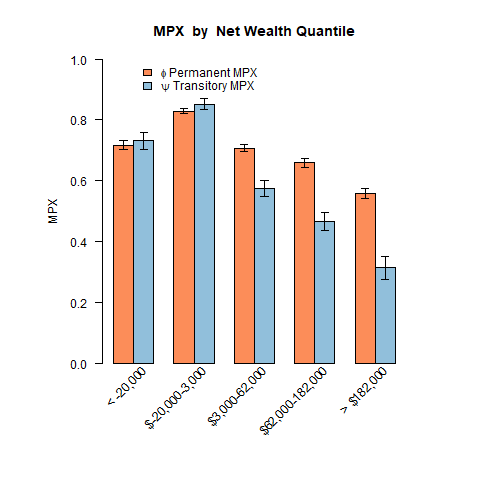 MPX by Net Wealth Quantile
ϕ Permanent MPX
ψ Transitory MPX
MPX
1.0
0.8
0.6
0.4
0.2
0.0
< -20,000
$-20,000-3,000
$3,000-62,000
$62,000-182,000
> $182,000